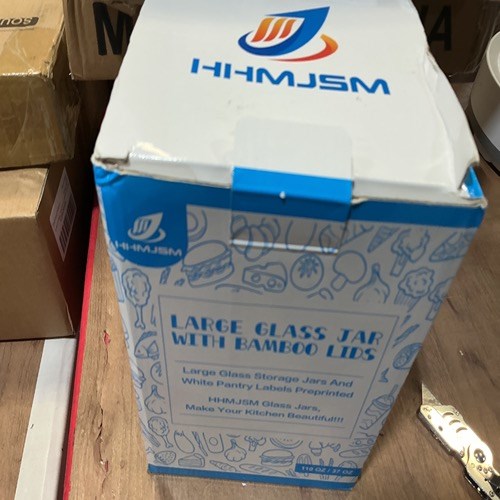 HHMJSM
HHMJSM
LARGE GLASS JAR
WITH BAMBOO LIDS
Large Glass Storage Jars And
White Pantry Labels Preprinted
HHMJSM Glass Jars,
Make Your Kitchen Beautiful!!!!